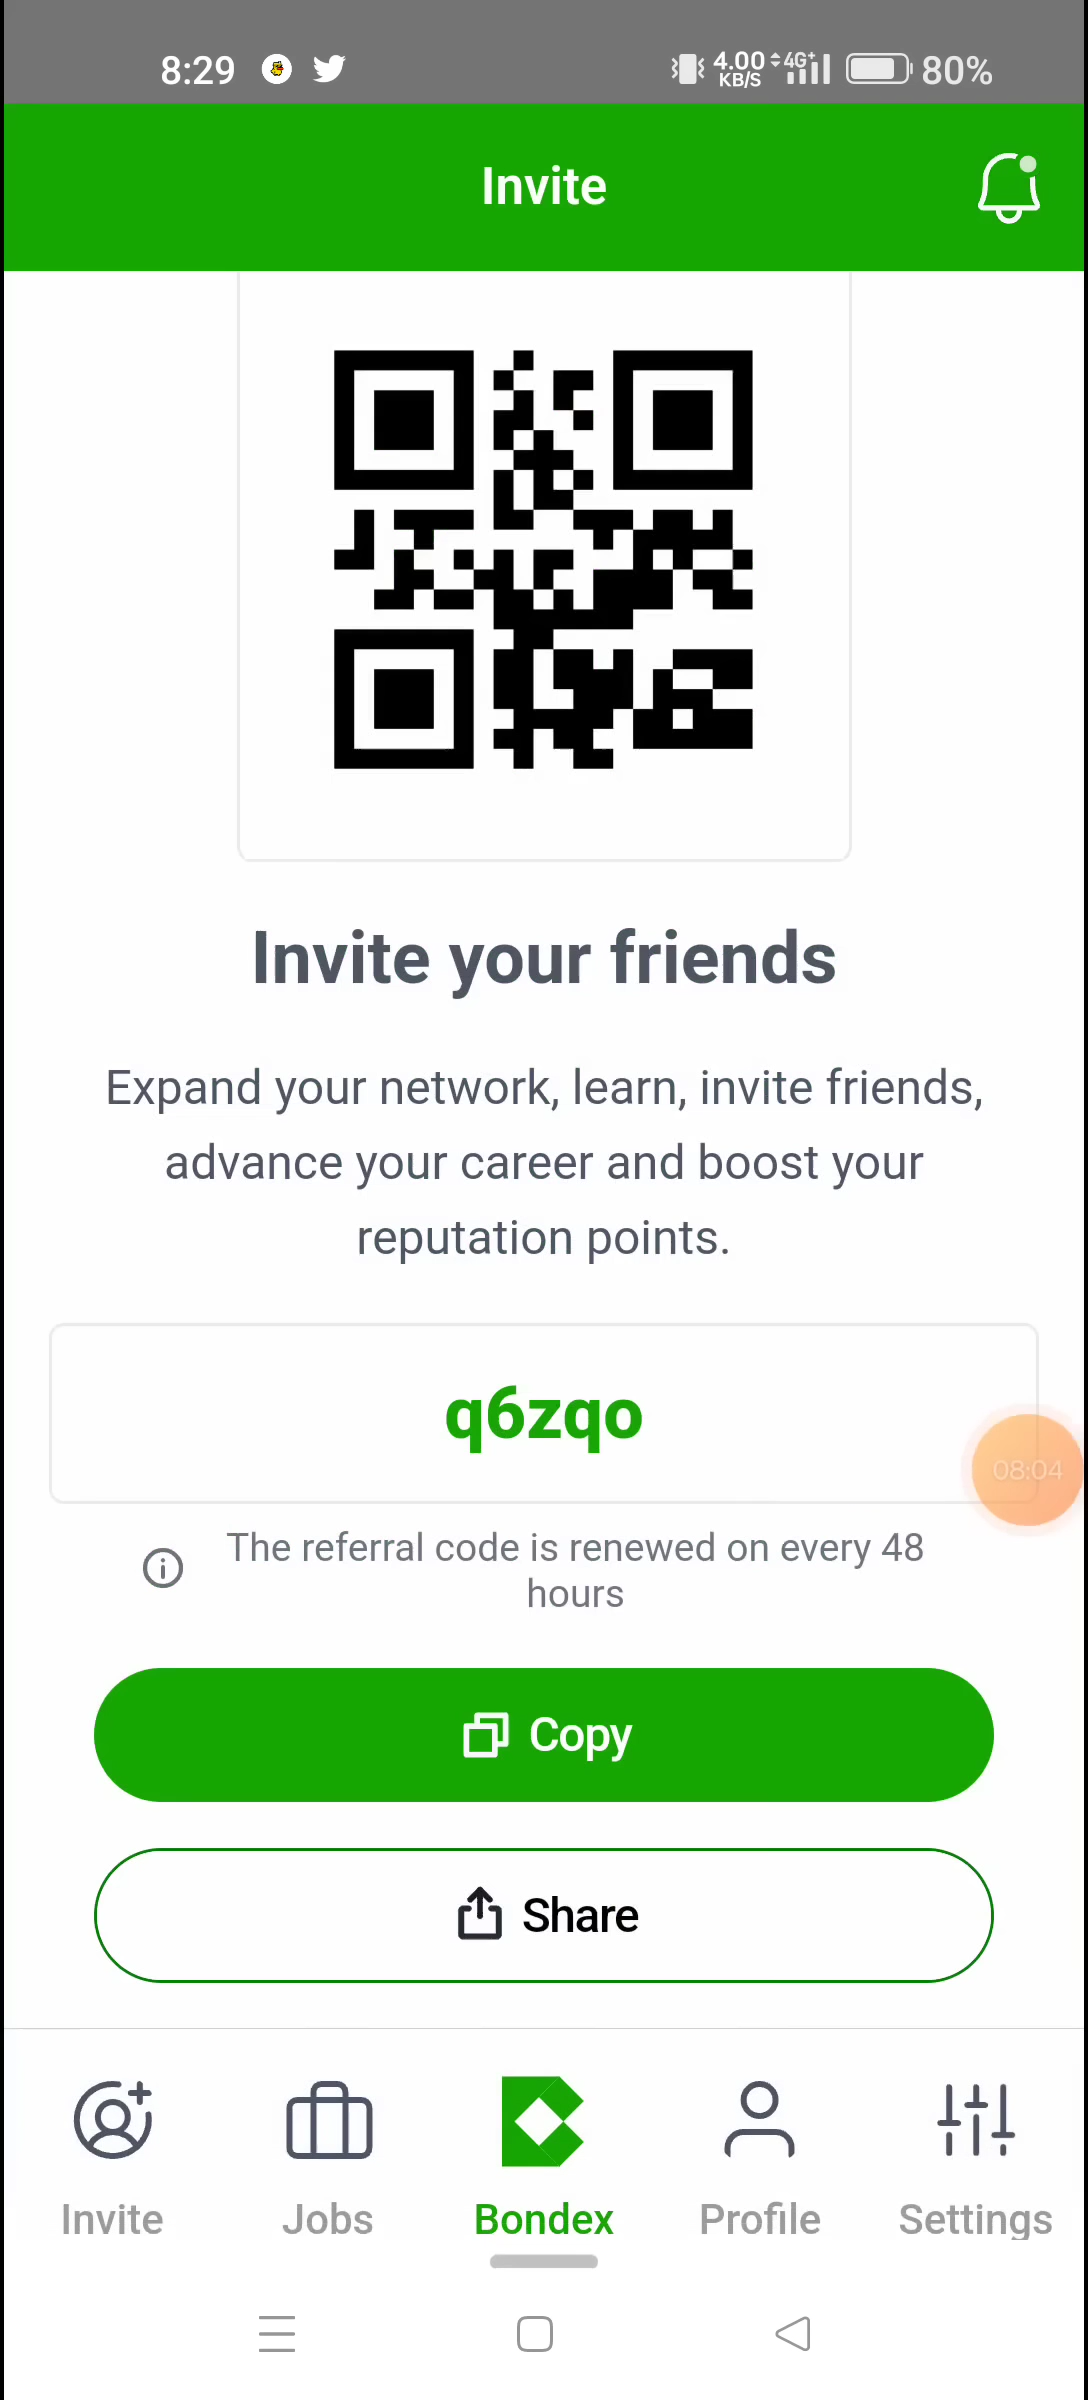 8:29
4.00 KB/S 4G+ 80%
Invite
Invite your friends
Expand your network, learn, invite friends,
advance your career and boost your
reputation points.
q6zqo
08:04
The referral code is renewed on every 48
hours
Copy
Share
Invite Jobs Bondex Profile Settings